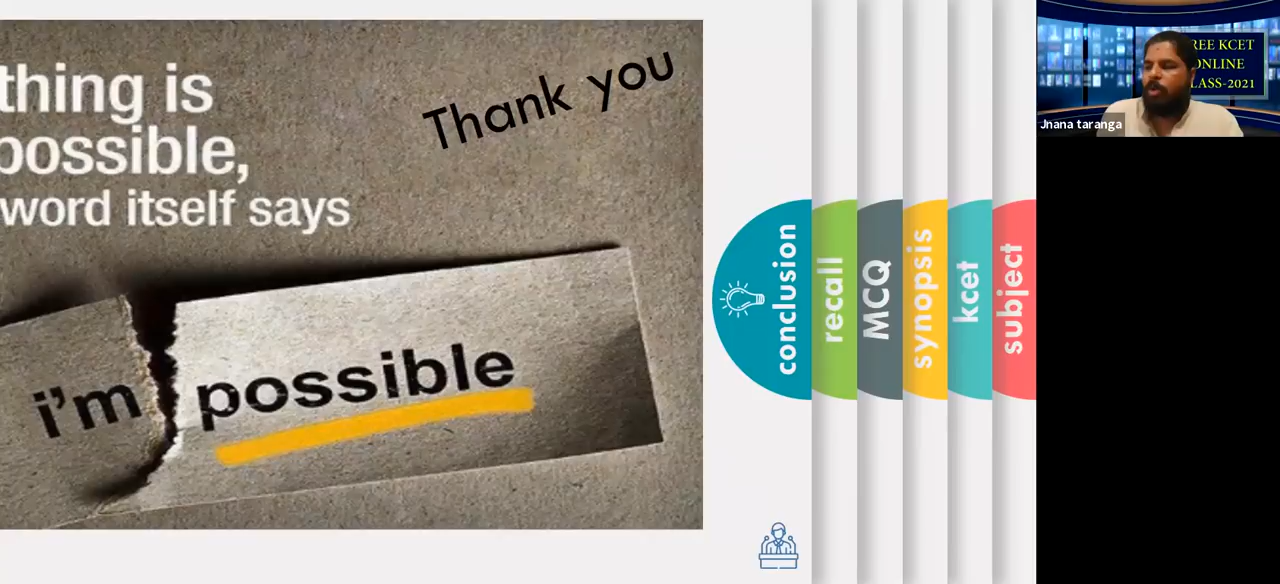 thing is
possible,
word itself says
Thank you
i'm possible
conclusion
recall
MCQ
synopsis
kcet
subject
REE KCET
ONLINE
LASS-2021
Jnana taranga